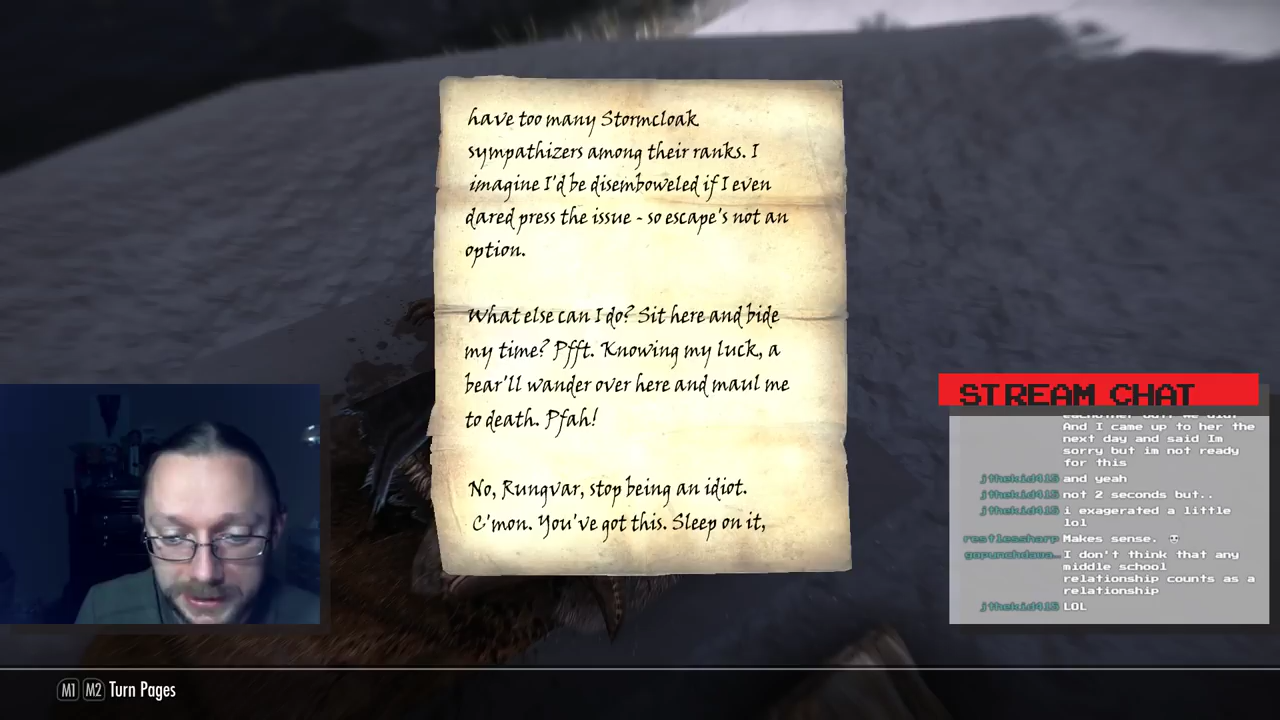 have too many Stormcloak
sympathizers among their ranks. I
imagine I'd be disemboweled if I even
dared press the issue - so escape's not an
option.
What else can I do? Sit here and bide
my time? Pfft. Knowing my luck, a
bear'll wander over here and maul me
to death. Pfah!
No, Rungvar, stop being an idiot.
C'mon. You've got this. Sleep on it,
STREAM CHAT
And I came up to her the
next day and said Im
sorry but im not ready
for this
jthekid415 and yeah
jthekid415 not 2 seconds but..
jthekid415 i exagerated a little
lol
restlessharp Makes sense.
I don't think that any
middle school
relationship counts as a
relationship
jthekid415 LOL
M1 M2 Turn Pages